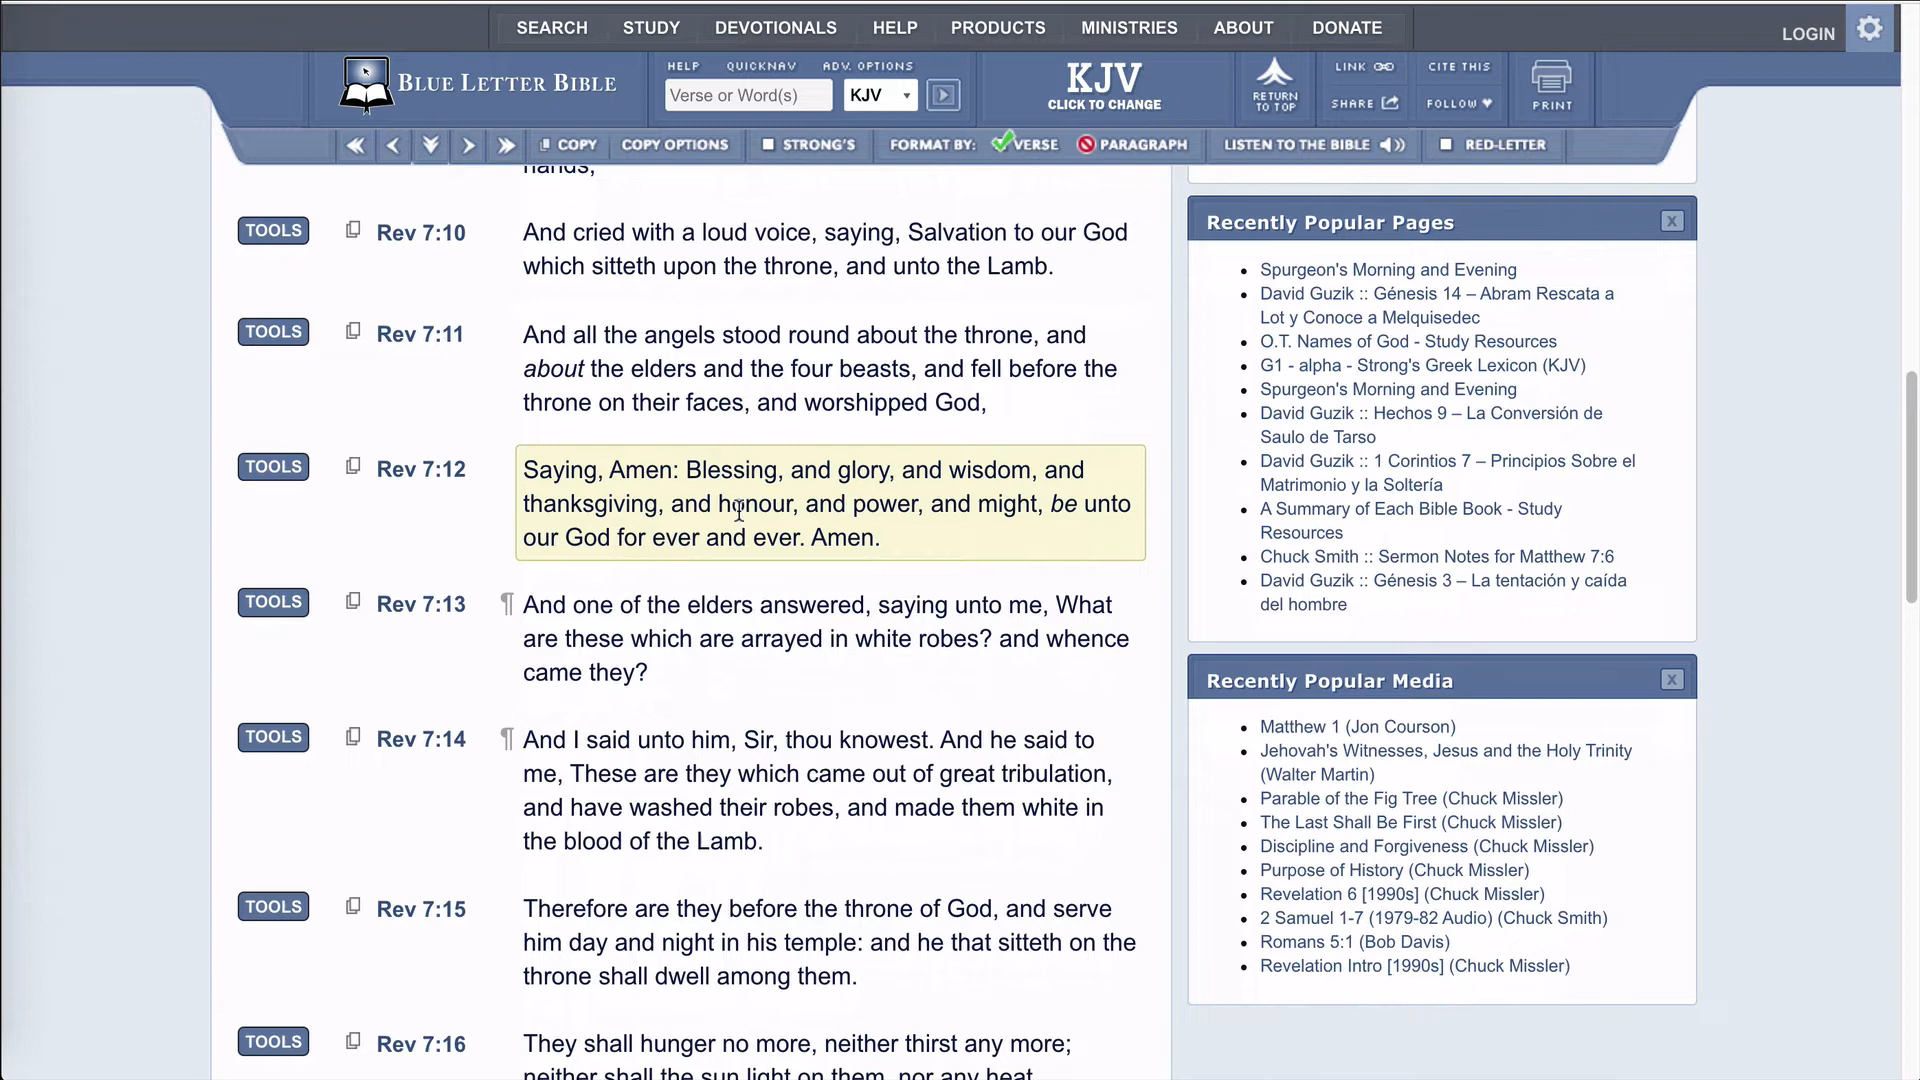 SEARCH STUDY DEVOTIONALS HELP PRODUCTS MINISTRIES ABOUT DONATE
LOGIN
BLUE LETTER BIBLE
HELP QUICKNAV ADV. OPTIONS
Verse or Word(s) KJV
KJV
CLICK TO CHANGE
RETURN
TO TOP
LINK CITE THIS
SHARE FOLLOW
PRINT
COPY COPY OPTIONS STRONG'S FORMAT BY: VERSE PARAGRAPH LISTEN TO THE BIBLE RED-LETTER
hands,
TOOLS Rev 7:10 And cried with a loud voice, saying, Salvation to our God
which sitteth upon the throne, and unto the Lamb.
TOOLS Rev 7:11 And all the angels stood round about the throne, and
about the elders and the four beasts, and fell before the
throne on their faces, and worshipped God,
TOOLS Rev 7:12 Saying, Amen: Blessing, and glory, and wisdom, and
thanksgiving, and honour, and power, and might, be unto
our God for ever and ever. Amen.
TOOLS Rev 7:13 ¶ And one of the elders answered, saying unto me, What
are these which are arrayed in white robes? and whence
came they?
TOOLS Rev 7:14 ¶ And I said unto him, Sir, thou knowest. And he said to
me, These are they which came out of great tribulation,
and have washed their robes, and made them white in
the blood of the Lamb.
TOOLS Rev 7:15 Therefore are they before the throne of God, and serve
him day and night in his temple: and he that sitteth on the
throne shall dwell among them.
TOOLS Rev 7:16 They shall hunger no more, neither thirst any more;
neither shall the sun light on them, nor any heat.
Recently Popular Pages X
Spurgeon's Morning and Evening
David Guzik :: Génesis 14 – Abram Rescata a
Lot y Conoce a Melquisedec
O.T. Names of God - Study Resources
G1 - alpha - Strong's Greek Lexicon (KJV)
Spurgeon's Morning and Evening
David Guzik :: Hechos 9 – La Conversión de
Saulo de Tarso
David Guzik :: 1 Corintios 7 – Principios Sobre el
Matrimonio y la Soltería
A Summary of Each Bible Book - Study
Resources
Chuck Smith :: Sermon Notes for Matthew 7:6
David Guzik :: Génesis 3 – La tentación y caída
del hombre
Recently Popular Media X
Matthew 1 (Jon Courson)
Jehovah's Witnesses, Jesus and the Holy Trinity
(Walter Martin)
Parable of the Fig Tree (Chuck Missler)
The Last Shall Be First (Chuck Missler)
Discipline and Forgiveness (Chuck Missler)
Purpose of History (Chuck Missler)
Revelation 6 [1990s] (Chuck Missler)
2 Samuel 1-7 (1979-82 Audio) (Chuck Smith)
Romans 5:1 (Bob Davis)
Revelation Intro [1990s] (Chuck Missler)